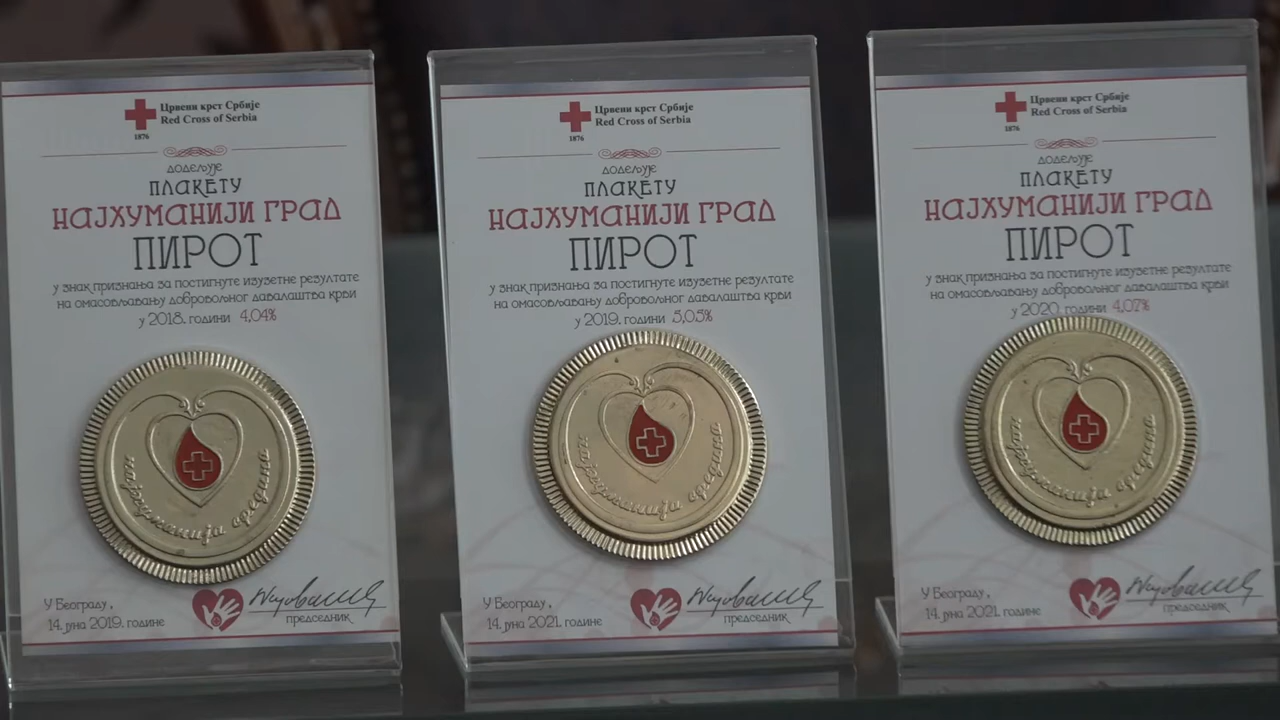 Црвени крст Србије
Red Cross of Serbia
1876
додељује
ПЛАКЕТУ
НАЈХУМАНИЈИ ГРАД
ПИРОТ
у знак признања за постигнуте изузетне резултате
на омасовљавању добровољног давалаштва крви
у 2018. години 4,04%
најхуманија средина
У Београду,
14. јуна 2019. године
председник
Црвени крст Србије
Red Cross of Serbia
1876
додељује
ПЛАКЕТУ
НАЈХУМАНИЈИ ГРАД
ПИРОТ
у знак признања за постигнуте изузетне резултате
на омасовљавању добровољног давалаштва крви
у 2019. години 5,05%
најхуманија средина
У Београду,
14. јуна 2021. године
председник
Црвени крст Србије
Red Cross of Serbia
1876
додељује
ПЛАКЕТУ
НАЈХУМАНИЈИ ГРАД
ПИРОТ
у знак признања за постигнуте изузетне резултате
на омасовљавању добровољног давалаштва крви
у 2020. години 4,07%
најхуманија средина
У Београду,
14. јуна 2021. године
председник